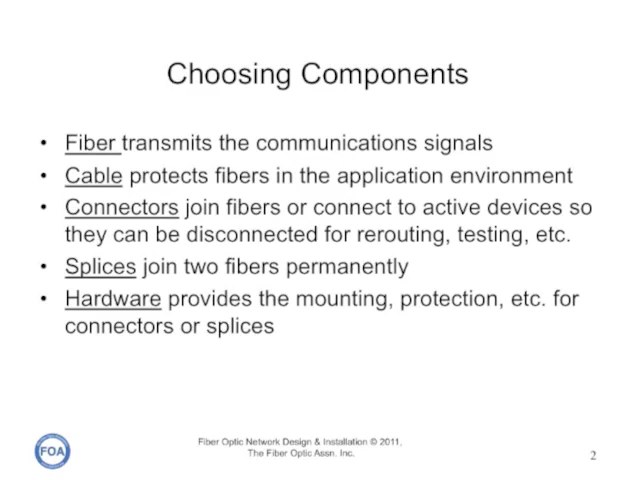 Choosing Components
• Fiber transmits the communications signals
• Cable protects fibers in the application environment
• Connectors join fibers or connect to active devices so
they can be disconnected for rerouting, testing, etc.
• Splices join two fibers permanently
• Hardware provides the mounting, protection, etc. for
connectors or splices
FOA
Fiber Optic Network Design & Installation © 2011,
The Fiber Optic Assn. Inc.
2